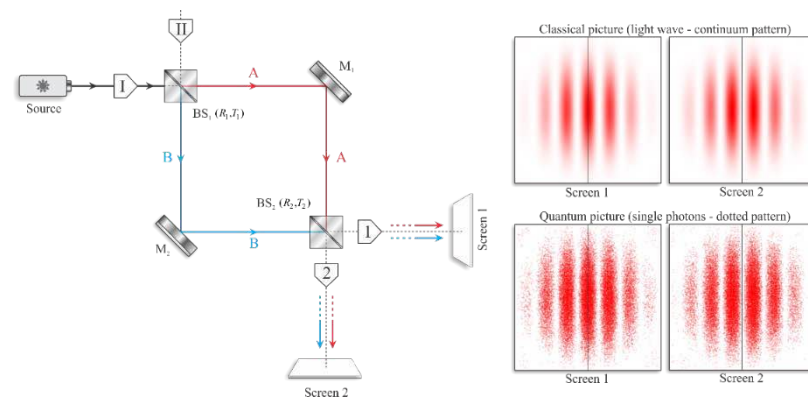 II
Source
I
A
M₁
BS₁ (R₁,T₁)
B
A
BS₂ (R₂,T₂)
M₂
B
1
Screen 1
2
Screen 2
Classical picture (light wave - continuum pattern)
Screen 1
Screen 2
Quantum picture (single photons - dotted pattern)
Screen 1
Screen 2